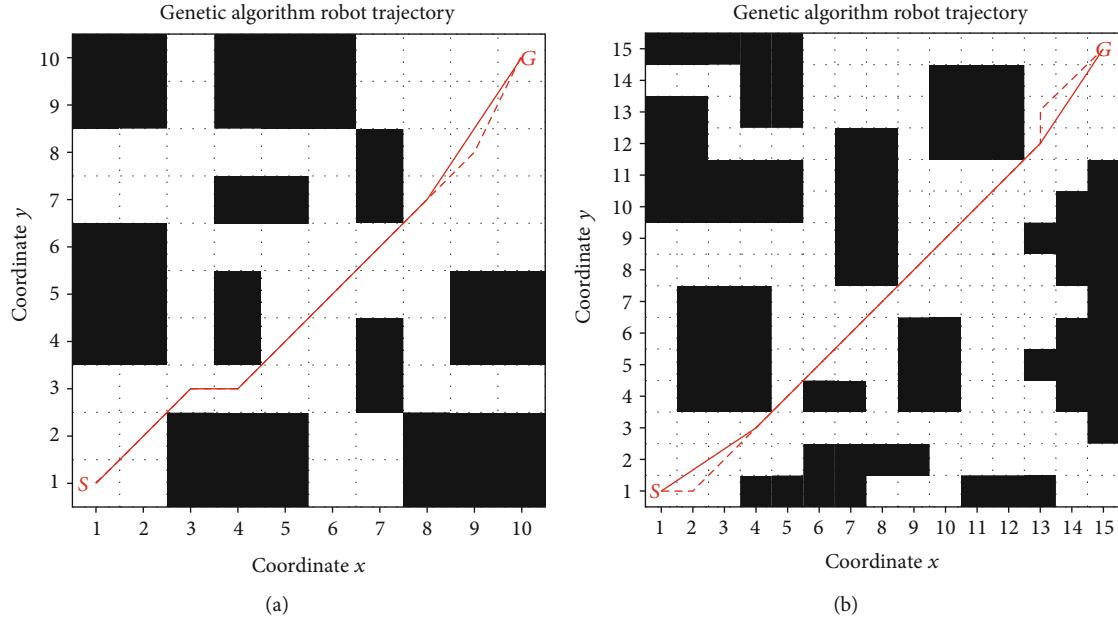 Genetic algorithm robot trajectory
10
9
8
7
6
5
4
3
2
1
Coordinate y
S
G
1 2 3 4 5 6 7 8 9 10
Coordinate x
(a)
Genetic algorithm robot trajectory
15
14
13
12
11
10
9
8
7
6
5
4
3
2
1
Coordinate y
S
G
1 2 3 4 5 6 7 8 9 10 11 12 13 14 15
Coordinate x
(b)